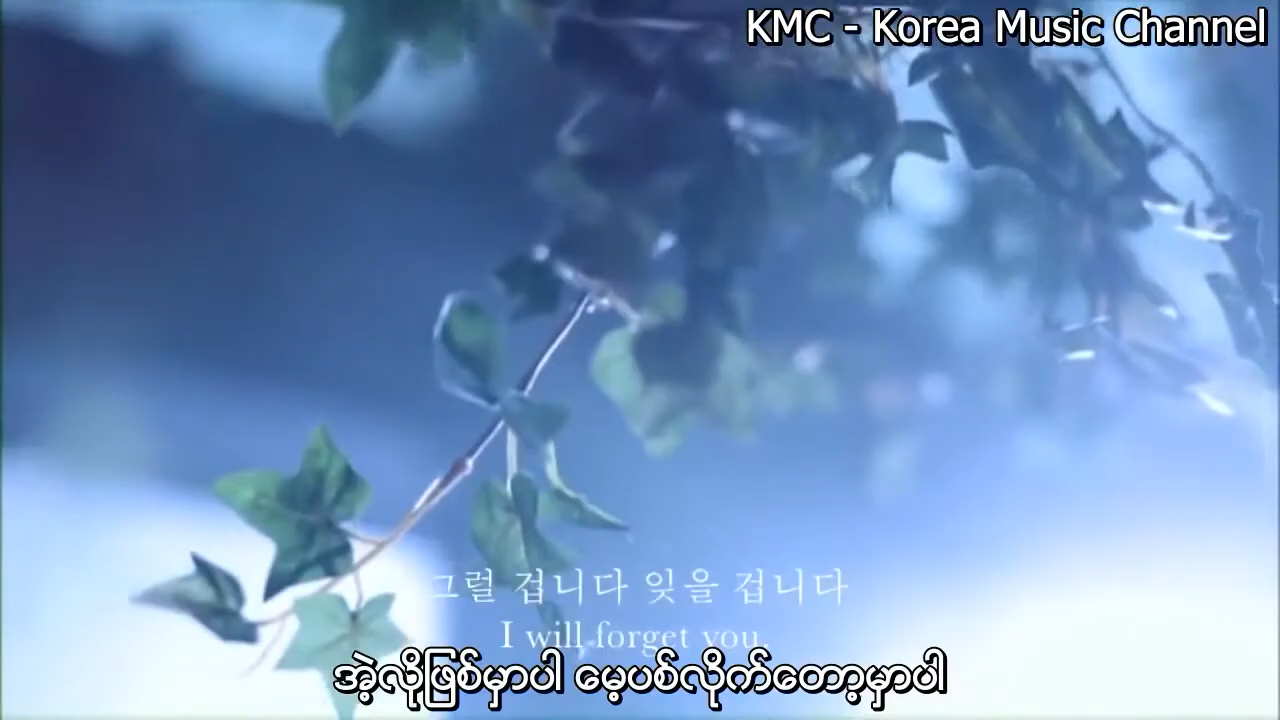 KMC - Korea Music Channel
그럴 겁니다 잊을 겁니다
I will forget you
အဲ့လိုဖြစ်မှာပါ မေ့ပစ်လိုက်တော့မှာပါ